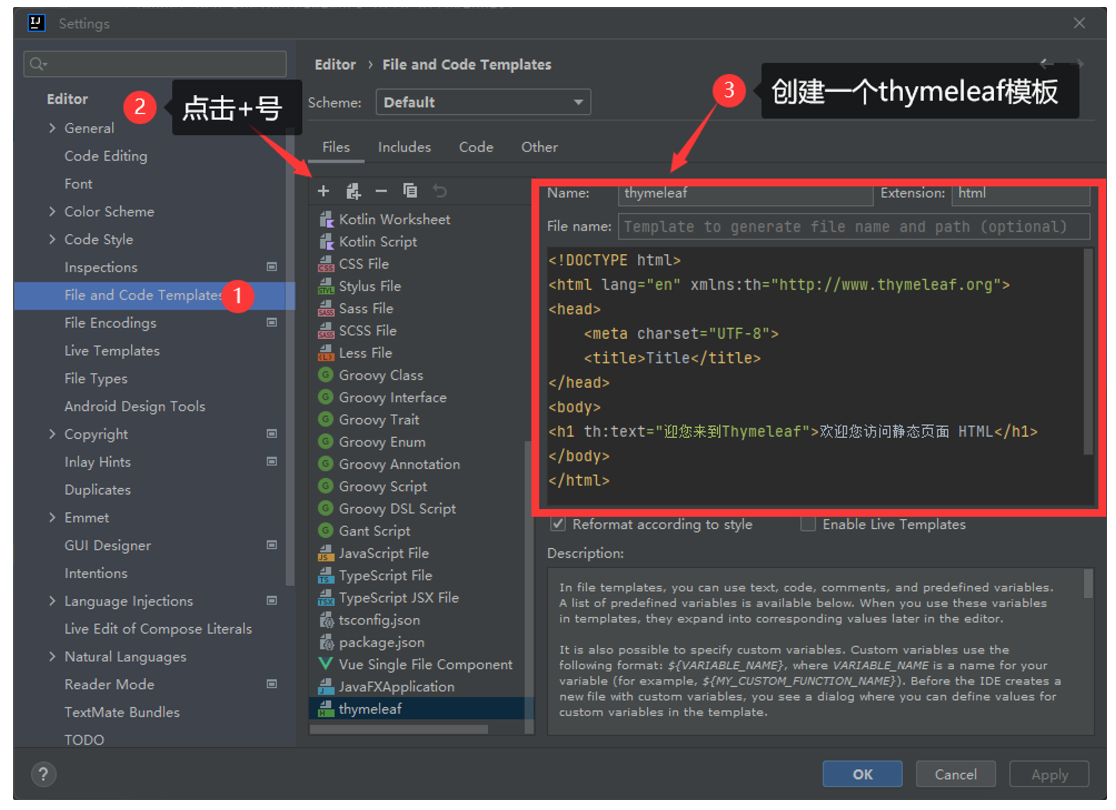 Settings
Editor › File and Code Templates
Editor
2 点击+号
3 创建一个thymeleaf模板
Scheme: Default
General
Code Editing
Font
Color Scheme
Code Style
Inspections
File and Code Templates 1
File Encodings
Live Templates
File Types
Android Design Tools
Copyright
Inlay Hints
Duplicates
Emmet
GUI Designer
Intentions
Language Injections
Live Edit of Compose Literals
Natural Languages
Reader Mode
TextMate Bundles
TODO
Files Includes Code Other
Kotlin Worksheet
Kotlin Script
CSS File
Stylus File
Sass File
SCSS File
Less File
Groovy Class
Groovy Interface
Groovy Trait
Groovy Enum
Groovy Annotation
Groovy Script
Groovy DSL Script
Gant Script
JavaScript File
TypeScript File
TypeScript JSX File
tsconfig.json
package.json
Vue Single File Component
JavaFXApplication
thymeleaf
Name: thymeleaf Extension: html
File name: Template to generate file name and path (optional)
<!DOCTYPE html>
<html lang="en" xmlns:th="http://www.thymeleaf.org">
<head>
    <meta charset="UTF-8">
    <title>Title</title>
</head>
<body>
<h1 th:text="迎您来到Thymeleaf">欢迎您访问静态页面 HTML</h1>
</body>
</html>
Reformat according to style Enable Live Templates
Description:
In file templates, you can use text, code, comments, and predefined variables.
A list of predefined variables is available below. When you use these variables
in templates, they expand into corresponding values later in the editor.
It is also possible to specify custom variables. Custom variables use the
following format: ${VARIABLE_NAME}, where VARIABLE_NAME is a name for your
variable (for example, ${MY_CUSTOM_FUNCTION_NAME}). Before the IDE creates a
new file with custom variables, you see a dialog where you can define values for
custom variables in the template.
? OK Cancel Apply